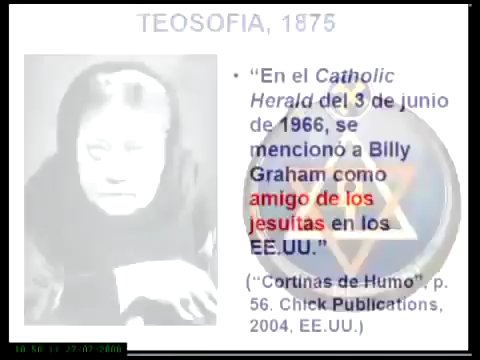 TEOSOFIA, 1875
• “En el Catholic
Herald del 3 de junio
de 1966, se
mencionó a Billy
Graham como
amigo de los
jesuitas en los
EE.UU.”
(“Cortinas de Humo”, p.
56. Chick Publications,
2004, EE.UU.)